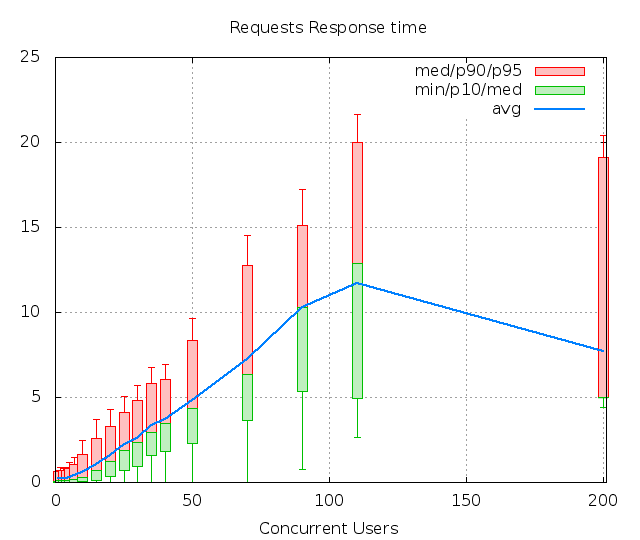 Requests Response time
25
20
15
10
5
0
med/p90/p95
min/p10/med
avg
0 50 100 150 200
Concurrent Users